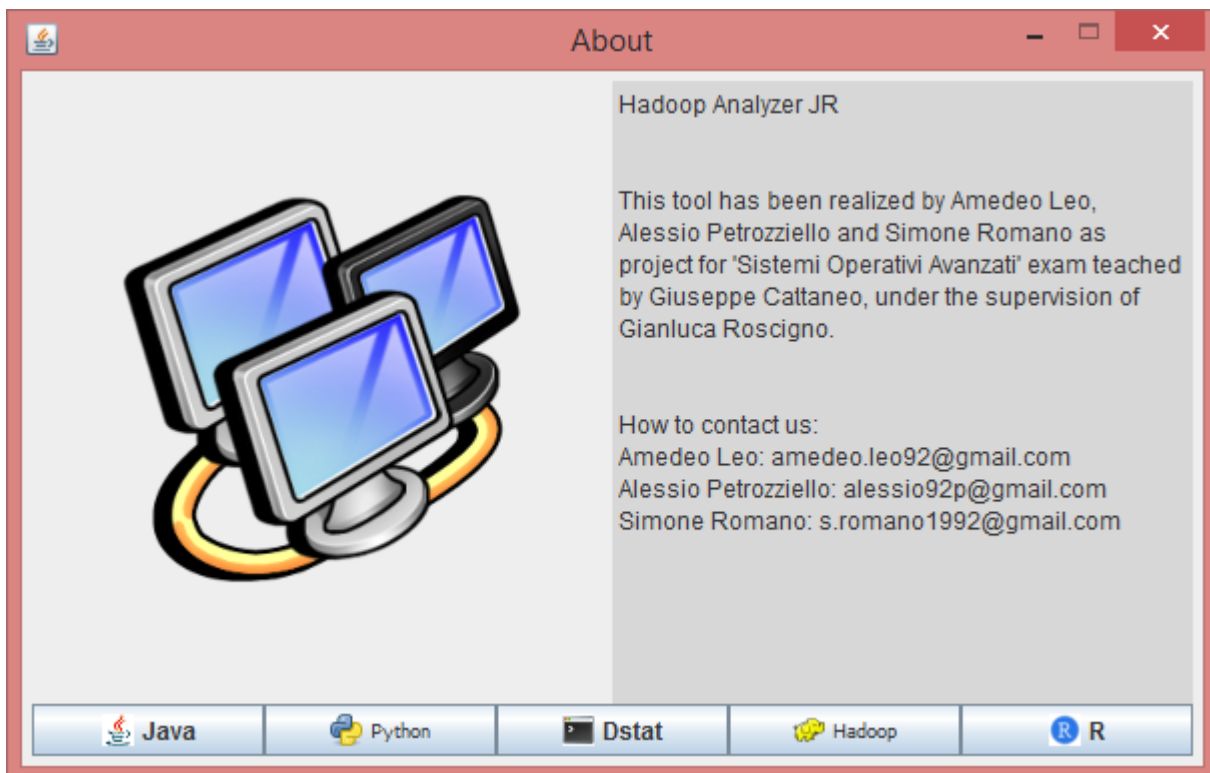 About
Hadoop Analyzer JR
This tool has been realized by Amedeo Leo,
Alessio Petrozziello and Simone Romano as
project for 'Sistemi Operativi Avanzati' exam teached
by Giuseppe Cattaneo, under the supervision of
Gianluca Roscigno.
How to contact us:
Amedeo Leo: amedeo.leo92@gmail.com
Alessio Petrozziello: alessio92p@gmail.com
Simone Romano: s.romano1992@gmail.com
Java
Python
Dstat
Hadoop
R R